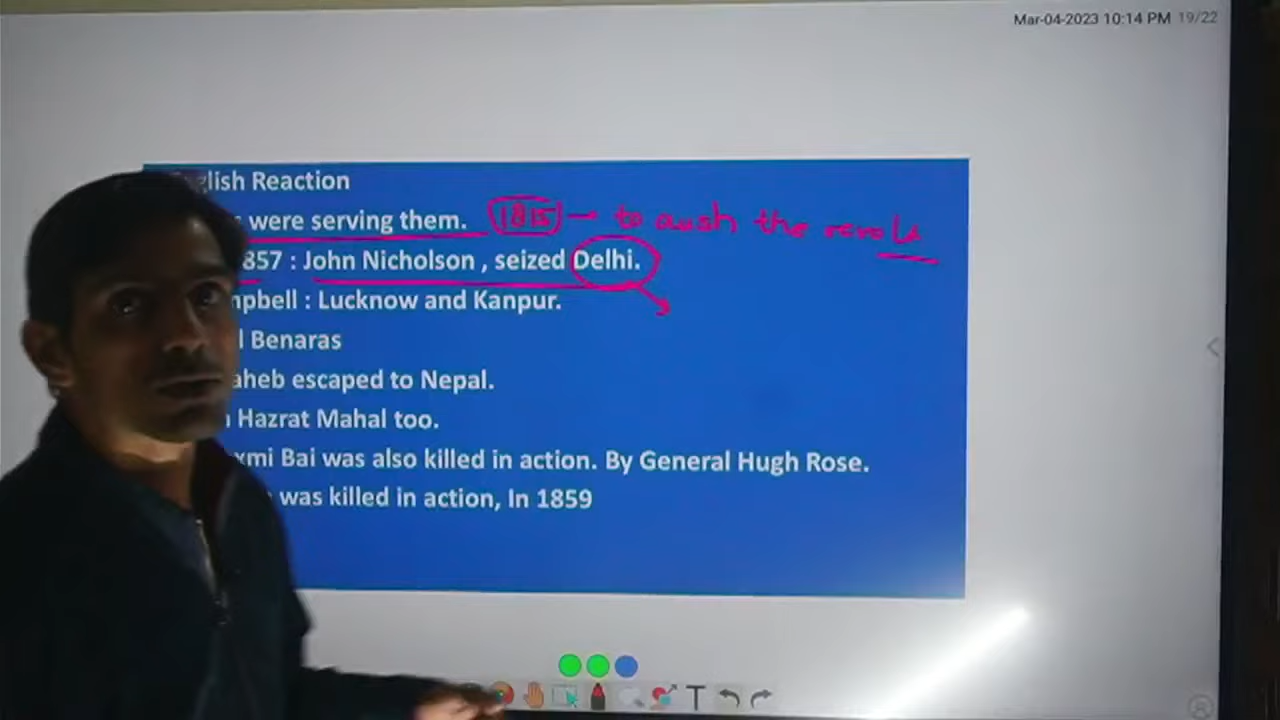 Mar-04-2023 10:14 PM 19/22
English Reaction
were serving them. 1815 → to crush the revolt
857 : John Nicholson , seized Delhi.
mpbell : Lucknow and Kanpur.
l Benaras
aheb escaped to Nepal.
Hazrat Mahal too.
xmi Bai was also killed in action. By General Hugh Rose.
was killed in action, In 1859
T